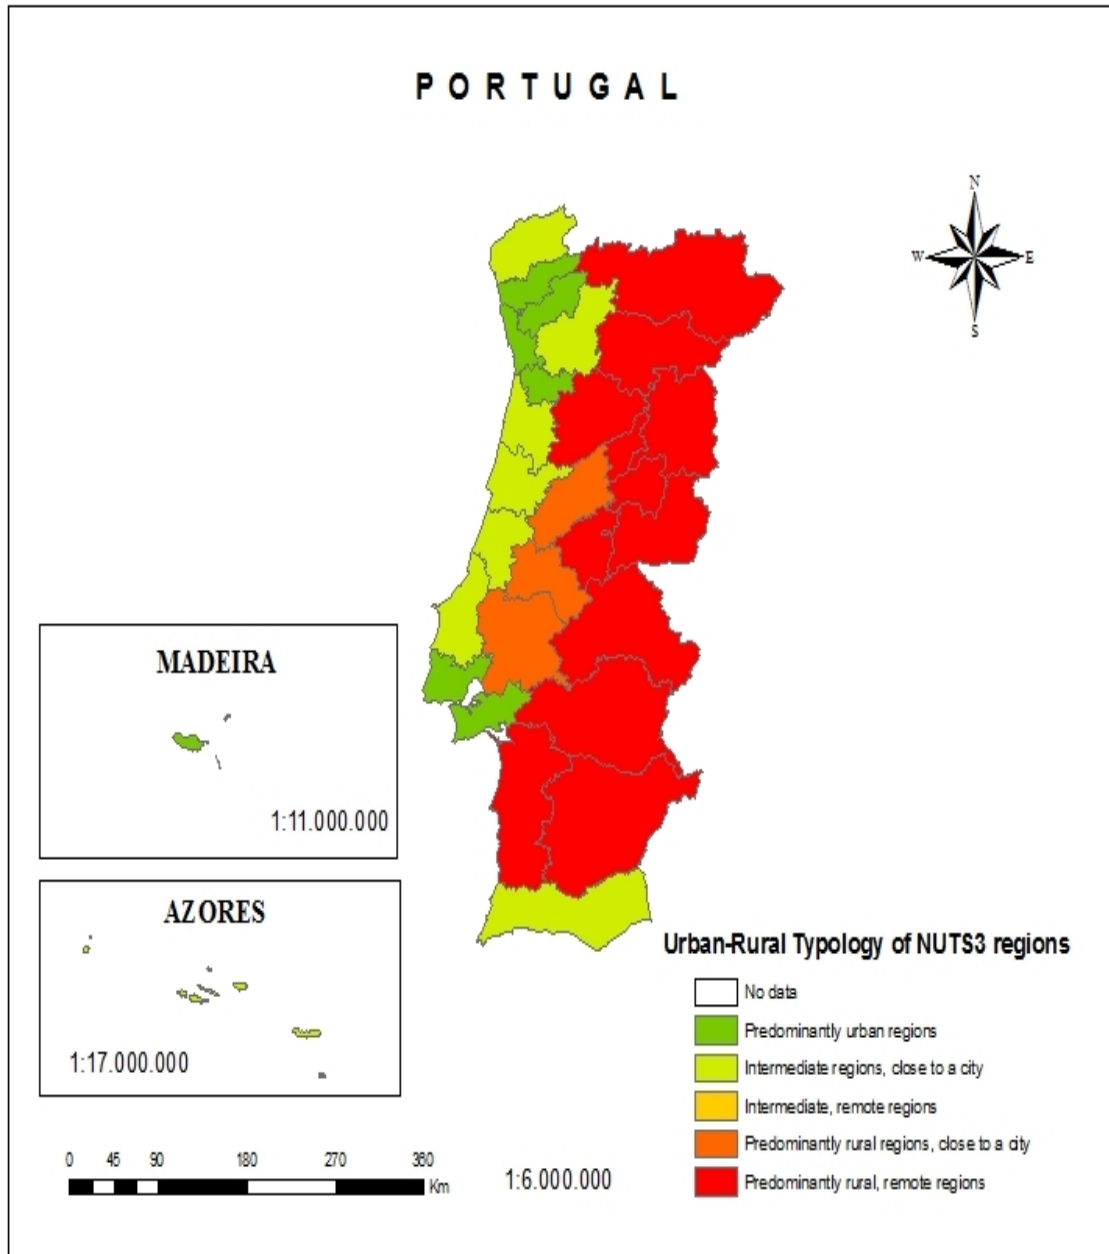 PORTUGAL
N
W
E
S
MADEIRA
1:11.000.000
AZORES
1:17.000.000
Urban-Rural Typology of NUTS3 regions
No data
Predominantly urban regions
Intermediate regions, close to a city
Intermediate, remote regions
Predominantly rural regions, close to a city
Predominantly rural, remote regions
0 45 90 180 270 360
Km
1:6.000.000